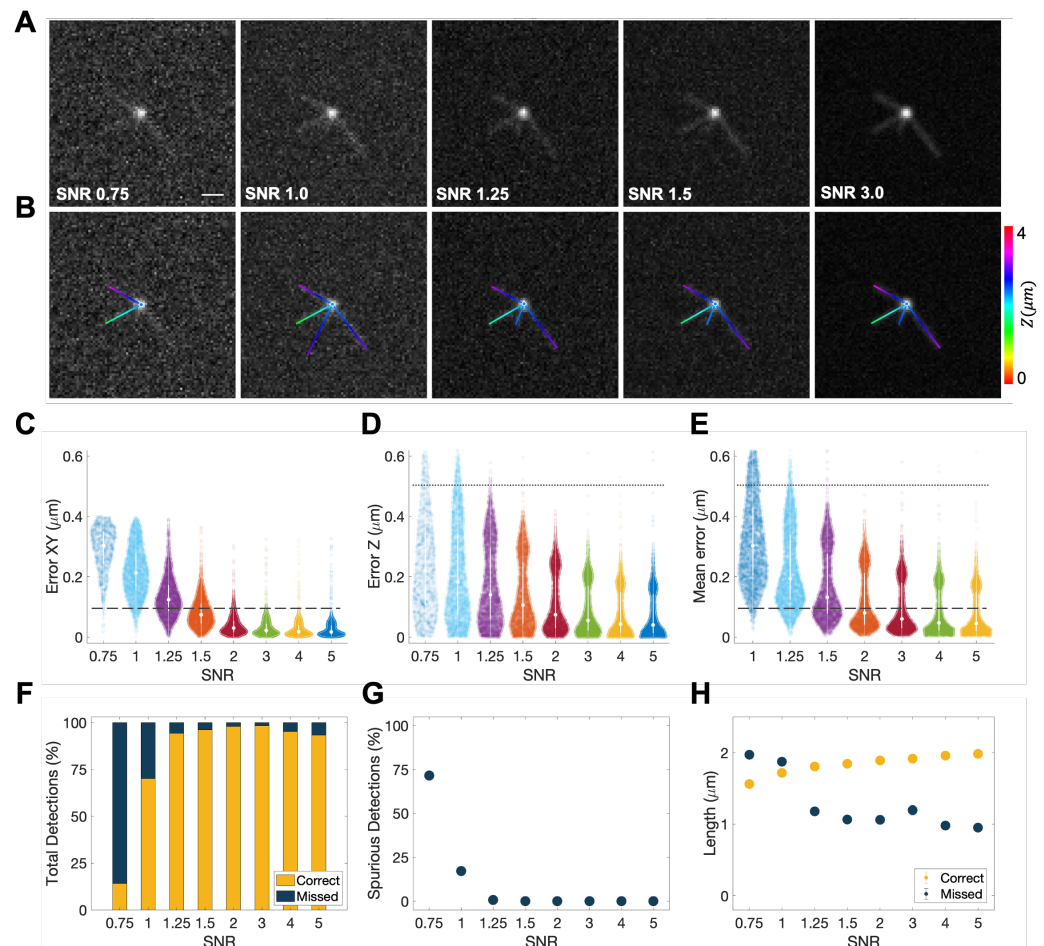 A
SNR 0.75
SNR 1.0
SNR 1.25
SNR 1.5
SNR 3.0
B
4
Z(μm)
0
C
Error XY (μm)
0.6
0.4
0.2
0
0.75 1 1.25 1.5 2 3 4 5
SNR
D
Error Z (μm)
0.6
0.4
0.2
0
0.75 1 1.25 1.5 2 3 4 5
SNR
E
Mean error (μm)
0.6
0.4
0.2
0
1 1.25 1.5 2 3 4 5
SNR
F
Total Detections (%)
100
75
50
25
0
Correct
Missed
0.75 1 1.25 1.5 2 3 4 5
SNR
G
Spurious Detections (%)
100
75
50
25
0
0.75 1 1.25 1.5 2 3 4 5
SNR
H
Length (μm)
2
1
0
Correct
Missed
0.75 1 1.25 1.5 2 3 4 5
SNR